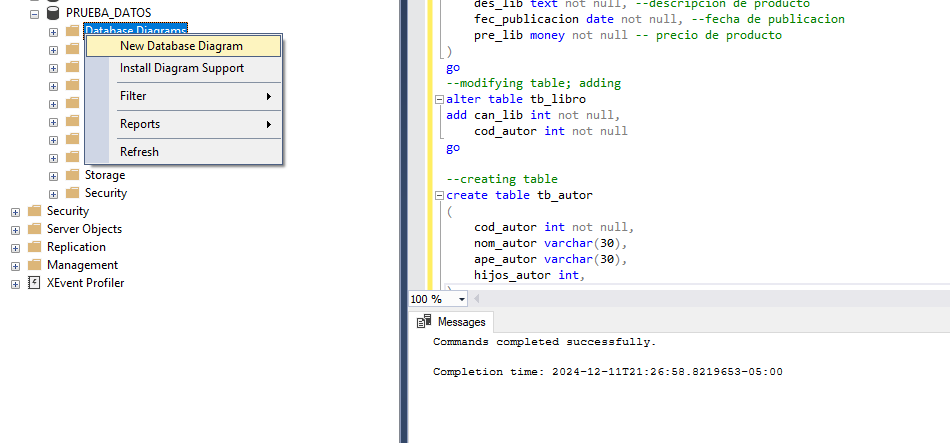 PRUEBA_DATOS
Database Diagrams
New Database Diagram
Install Diagram Support
Filter
Reports
Refresh
Storage
Security
Security
Server Objects
Replication
Management
XEvent Profiler
des_lib text not null, --descripcion de producto
fec_publicacion date not null, --fecha de publicacion
pre_lib money not null -- precio de producto
)
go
--modifying table; adding
alter table tb_libro
add can_lib int not null,
cod_autor int not null
go
--creating table
create table tb_autor
(
cod_autor int not null,
nom_autor varchar(30),
ape_autor varchar(30),
hijos_autor int,
100 %
Messages
Commands completed successfully.
Completion time: 2024-12-11T21:26:58.8219653-05:00